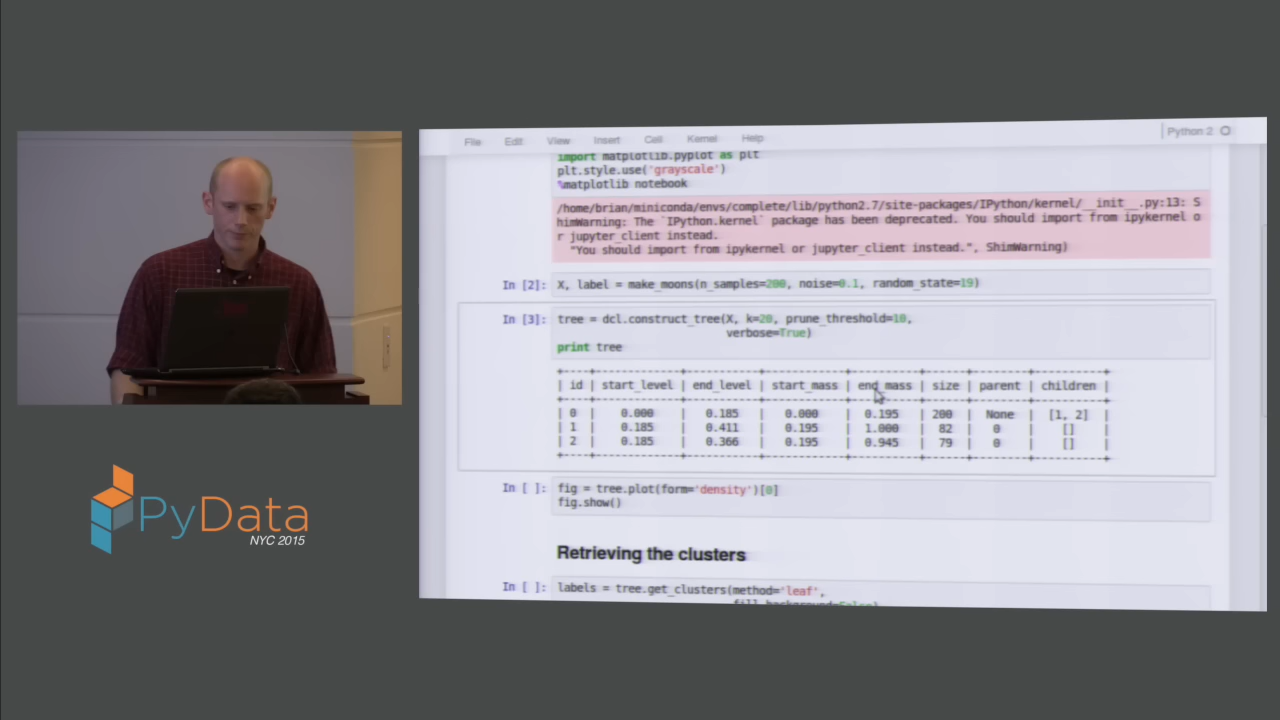 File Edit View Insert Cell Kernel Help Python 2
import matplotlib.pyplot as plt
plt.style.use('grayscale')
%matplotlib notebook
/home/brian/miniconda/envs/complete/lib/python2.7/site-packages/IPython/kernel/__init__.py:13: S
himWarning: The `IPython.kernel` package has been deprecated. You should import from ipykernel o
r jupyter_client instead.
"You should import from ipykernel or jupyter_client instead.", ShimWarning)
In [2]: X, label = make_moons(n_samples=200, noise=0.1, random_state=19)
In [3]: tree = dcl.construct_tree(X, k=20, prune_threshold=10,
verbose=True)
print tree
+----+-------------+-----------+------------+----------+------+--------+----------+
| id | start_level | end_level | start_mass | end_mass | size | parent | children |
+----+-------------+-----------+------------+----------+------+--------+----------+
| 0 | 0.000 | 0.185 | 0.000 | 0.195 | 200 | None | [1, 2] |
| 1 | 0.185 | 0.411 | 0.195 | 1.000 | 82 | 0 | [] |
| 2 | 0.185 | 0.366 | 0.195 | 0.945 | 79 | 0 | [] |
+----+-------------+-----------+------------+----------+------+--------+----------+
In [ ]: fig = tree.plot(form='density')[0]
fig.show()
Retrieving the clusters
In [ ]: labels = tree.get_clusters(method='leaf',
fill_background=False)
PyData
NYC 2015